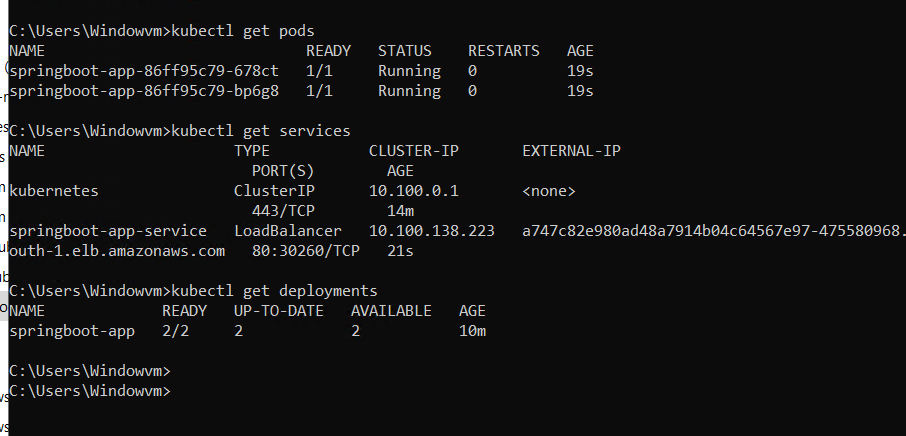 C:\Users\Windowvm>kubectl get pods
NAME                             READY   STATUS    RESTARTS   AGE
springboot-app-86ff95c79-678ct   1/1     Running   0          19s
springboot-app-86ff95c79-bp6g8   1/1     Running   0          19s
C:\Users\Windowvm>kubectl get services
NAME                     TYPE           CLUSTER-IP       EXTERNAL-IP
                           PORT(S)        AGE
kubernetes               ClusterIP      10.100.0.1       <none>
                           443/TCP        14m
springboot-app-service   LoadBalancer   10.100.138.223   a747c82e980ad48a7914b04c64567e97-475580968.
outh-1.elb.amazonaws.com   80:30260/TCP   21s
C:\Users\Windowvm>kubectl get deployments
NAME             READY   UP-TO-DATE   AVAILABLE   AGE
springboot-app   2/2     2            2           10m
C:\Users\Windowvm>
C:\Users\Windowvm>